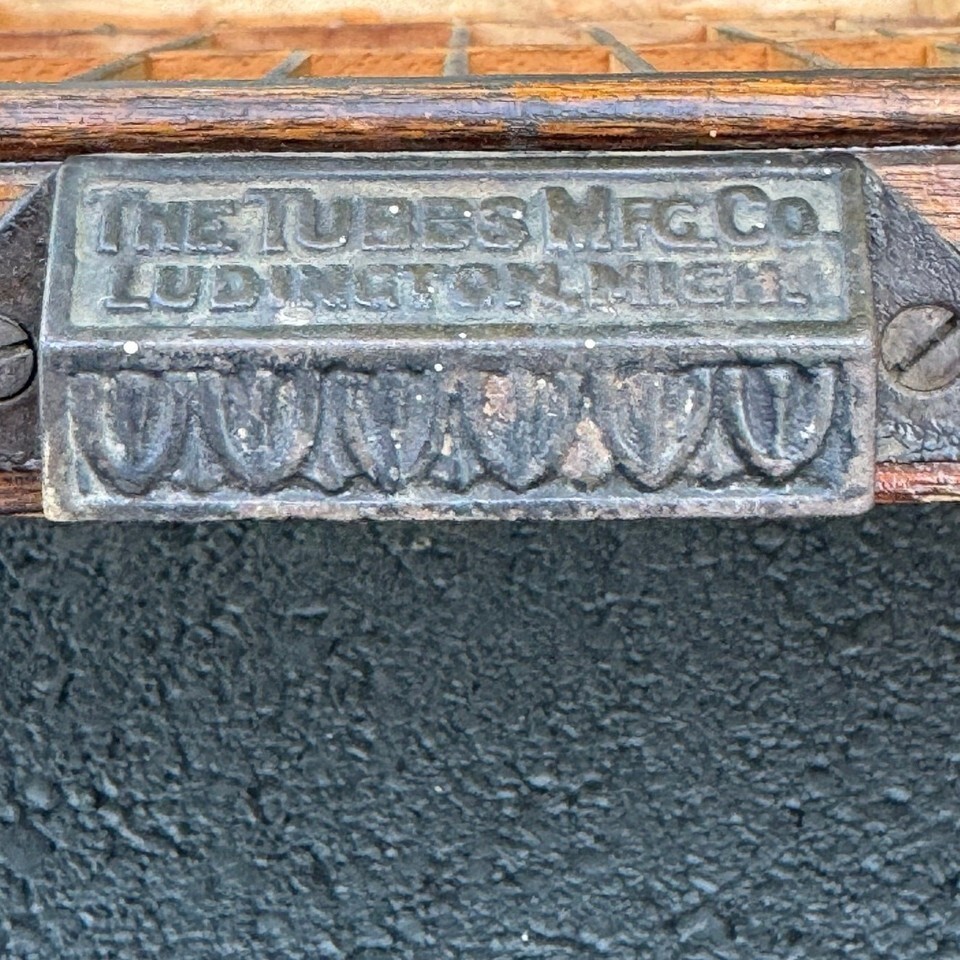 THE TUBBS MFG. CO.
LUDINGTON, MICH.